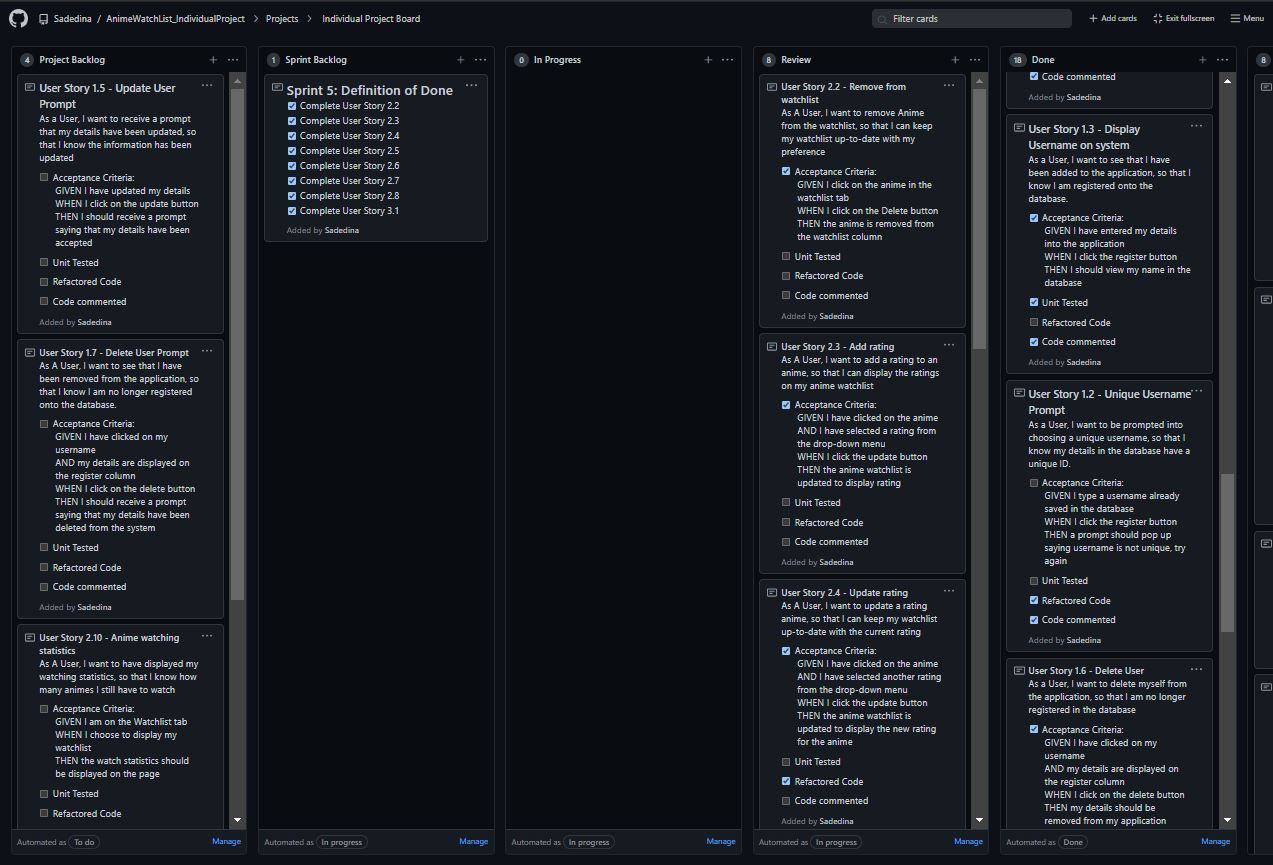 Sadedina / AnimeWatchList_IndividualProject > Projects > Individual Project Board
Filter cards
+ Add cards
Exit fullscreen
Menu
4 Project Backlog
User Story 1.5 - Update User
Prompt
As a User, I want to receive a prompt
that my details have been updated, so
that I know the information has been
updated
Acceptance Criteria:
GIVEN I have updated my details
WHEN I click on the update button
THEN I should receive a prompt
saying that my details have been
accepted
Unit Tested
Refactored Code
Code commented
Added by Sadedina
User Story 1.7 - Delete User Prompt
As A User, I want to see that I have
been removed from the application, so
that I know I am no longer registered
onto the database.
Acceptance Criteria:
GIVEN I have clicked on my
username
AND my details are displayed on
the register column
WHEN I click on the delete button
THEN I should receive a prompt
saying that my details have been
deleted from the system
Unit Tested
Refactored Code
Code commented
Added by Sadedina
User Story 2.10 - Anime watching
statistics
As A User, I want to have displayed my
watching statistics, so that I know how
many animes I still have to watch
Acceptance Criteria:
GIVEN I am on the Watchlist tab
WHEN I choose to display my
watchlist
THEN the watch statistics should
be displayed on the page
Unit Tested
Refactored Code
Automated as To do
Manage
1 Sprint Backlog
Sprint 5: Definition of Done
Complete User Story 2.2
Complete User Story 2.3
Complete User Story 2.4
Complete User Story 2.5
Complete User Story 2.6
Complete User Story 2.7
Complete User Story 2.8
Complete User Story 3.1
Added by Sadedina
Automated as In progress
Manage
0 In Progress
Automated as In progress
Manage
8 Review
User Story 2.2 - Remove from
watchlist
As A User, I want to remove Anime
from the watchlist, so that I can keep
my watchlist up-to-date with my
preference
Acceptance Criteria:
GIVEN I click on the anime in the
watchlist tab
WHEN I click on the Delete button
THEN the anime is removed from
the watchlist column
Unit Tested
Refactored Code
Code commented
Added by Sadedina
User Story 2.3 - Add rating
As A User, I want to add a rating to an
anime, so that I can display the ratings
on my anime watchlist
Acceptance Criteria:
GIVEN I have clicked on the anime
AND I have selected a rating from
the drop-down menu
WHEN I click the update button
THEN the anime watchlist is
updated to display rating
Unit Tested
Refactored Code
Code commented
Added by Sadedina
User Story 2.4 - Update rating
As A User, I want to update a rating
anime, so that I can keep my watchlist
up-to-date with the current rating
Acceptance Criteria:
GIVEN I have clicked on the anime
AND I have selected another rating
from the drop-down menu
WHEN I click the update button
THEN the anime watchlist is
updated to display the new rating
for the anime
Unit Tested
Refactored Code
Code commented
Added by Sadedina
Automated as In progress
Manage
18 Done
Code commented
Added by Sadedina
User Story 1.3 - Display
Username on system
As a User, I want to see that I have
been added to the application, so that I
know I am registered onto the
database.
Acceptance Criteria:
GIVEN I have entered my details
into the application
WHEN I click the register button
THEN I should view my name in the
database
Unit Tested
Refactored Code
Code commented
Added by Sadedina
User Story 1.2 - Unique Username
Prompt
As a User, I want to be prompted into
choosing a unique username, so that I
know my details in the database have a
unique ID.
Acceptance Criteria:
GIVEN I type a username already
saved in the database
WHEN I click the register button
THEN a prompt should pop up
saying username is not unique, try
again
Unit Tested
Refactored Code
Code commented
Added by Sadedina
User Story 1.6 - Delete User
As a User, I want to delete myself from
the application, so that I am no longer
registered in the database
Acceptance Criteria:
GIVEN I have clicked on my
username
AND my details are displayed on
the register column
WHEN I click on the delete button
THEN my details should be
removed from my application
Automated as Done
Manage
8